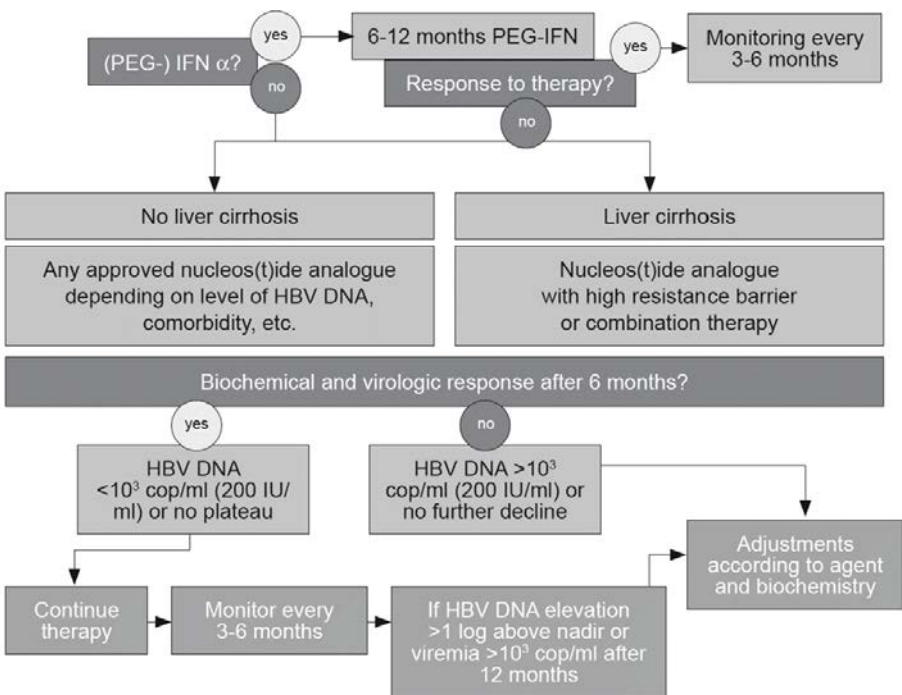 yes
(PEG-) IFN α?
no
6-12 months PEG-IFN
Response to therapy?
yes
no
Monitoring every
3-6 months
No liver cirrhosis
Any approved nucleos(t)ide analogue
depending on level of HBV DNA,
comorbidity, etc.
Liver cirrhosis
Nucleos(t)ide analogue
with high resistance barrier
or combination therapy
Biochemical and virologic response after 6 months?
yes
HBV DNA
<10³ cop/ml (200 IU/
ml) or no plateau
no
HBV DNA >10³
cop/ml (200 IU/ml) or
no further decline
Continue
therapy
Monitor every
3-6 months
If HBV DNA elevation
>1 log above nadir or
viremia >10³ cop/ml after
12 months
Adjustments
according to agent
and biochemistry